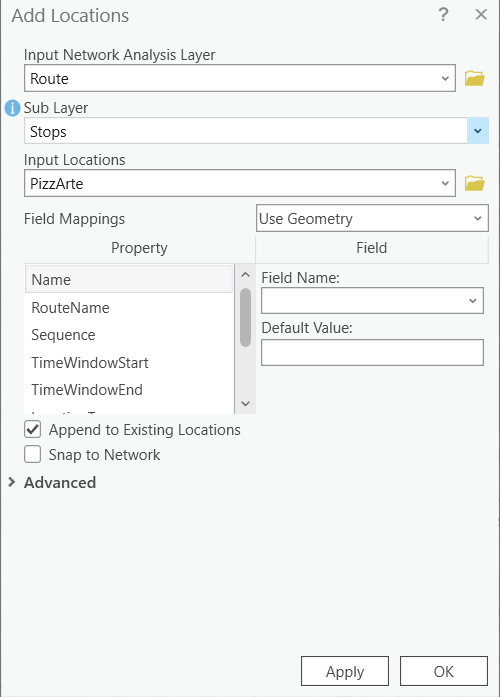 Add Locations ? ×
Input Network Analysis Layer
Route
i Sub Layer
Stops
Input Locations
PizzArte
Field Mappings Use Geometry
Property Field
Name
RouteName
Sequence
TimeWindowStart
TimeWindowEnd
Field Name:
Default Value:
Append to Existing Locations
Snap to Network
Advanced
Apply OK